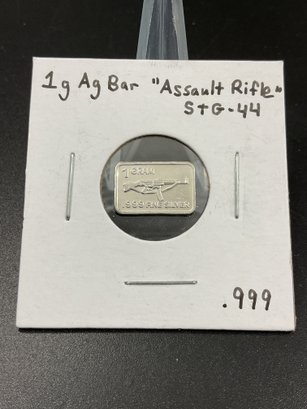 1g Ag Bar "Assault Rifle"
StG-44
1 GRAM
.999 FINE SILVER
.999